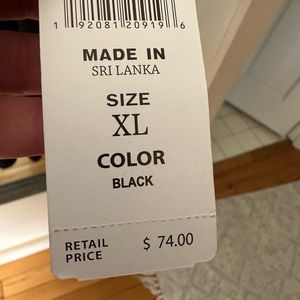 1 92081 20919 6
MADE IN
SRI LANKA
SIZE
XL
COLOR
BLACK
RETAIL PRICE $ 74.00